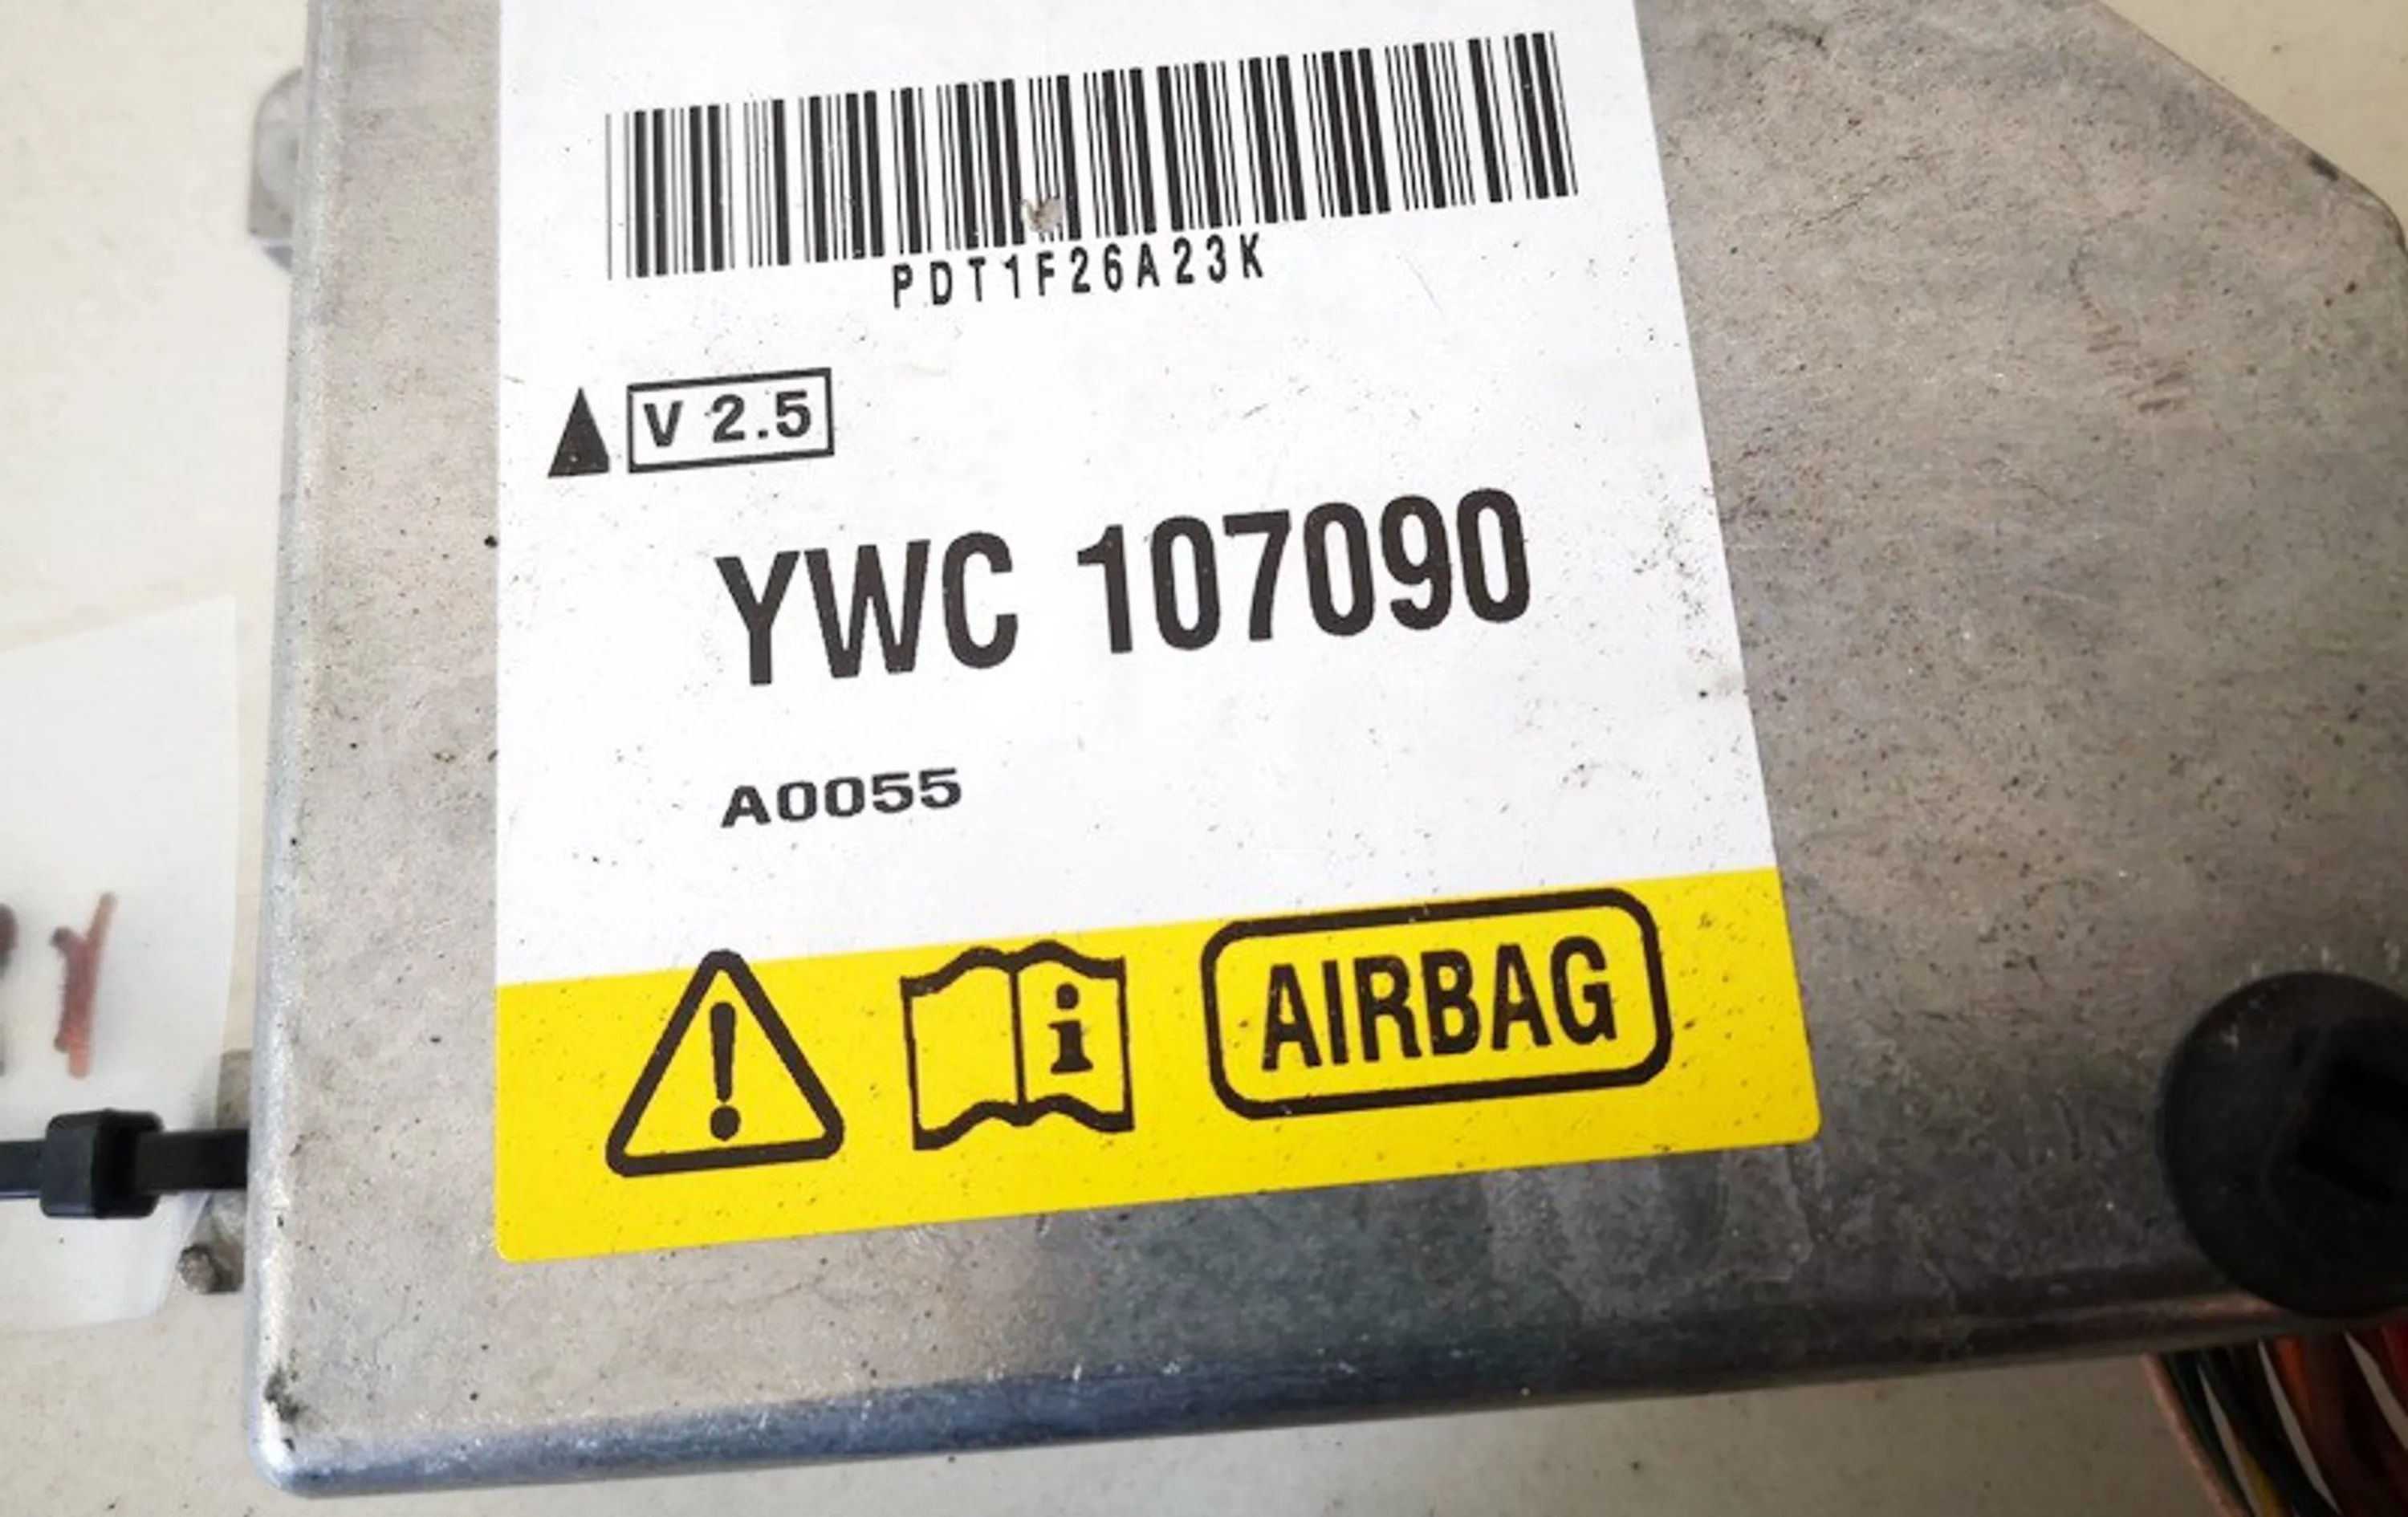 PDT1F26A23K
V 2.5
YWC 107090
A0055
AIRBAG